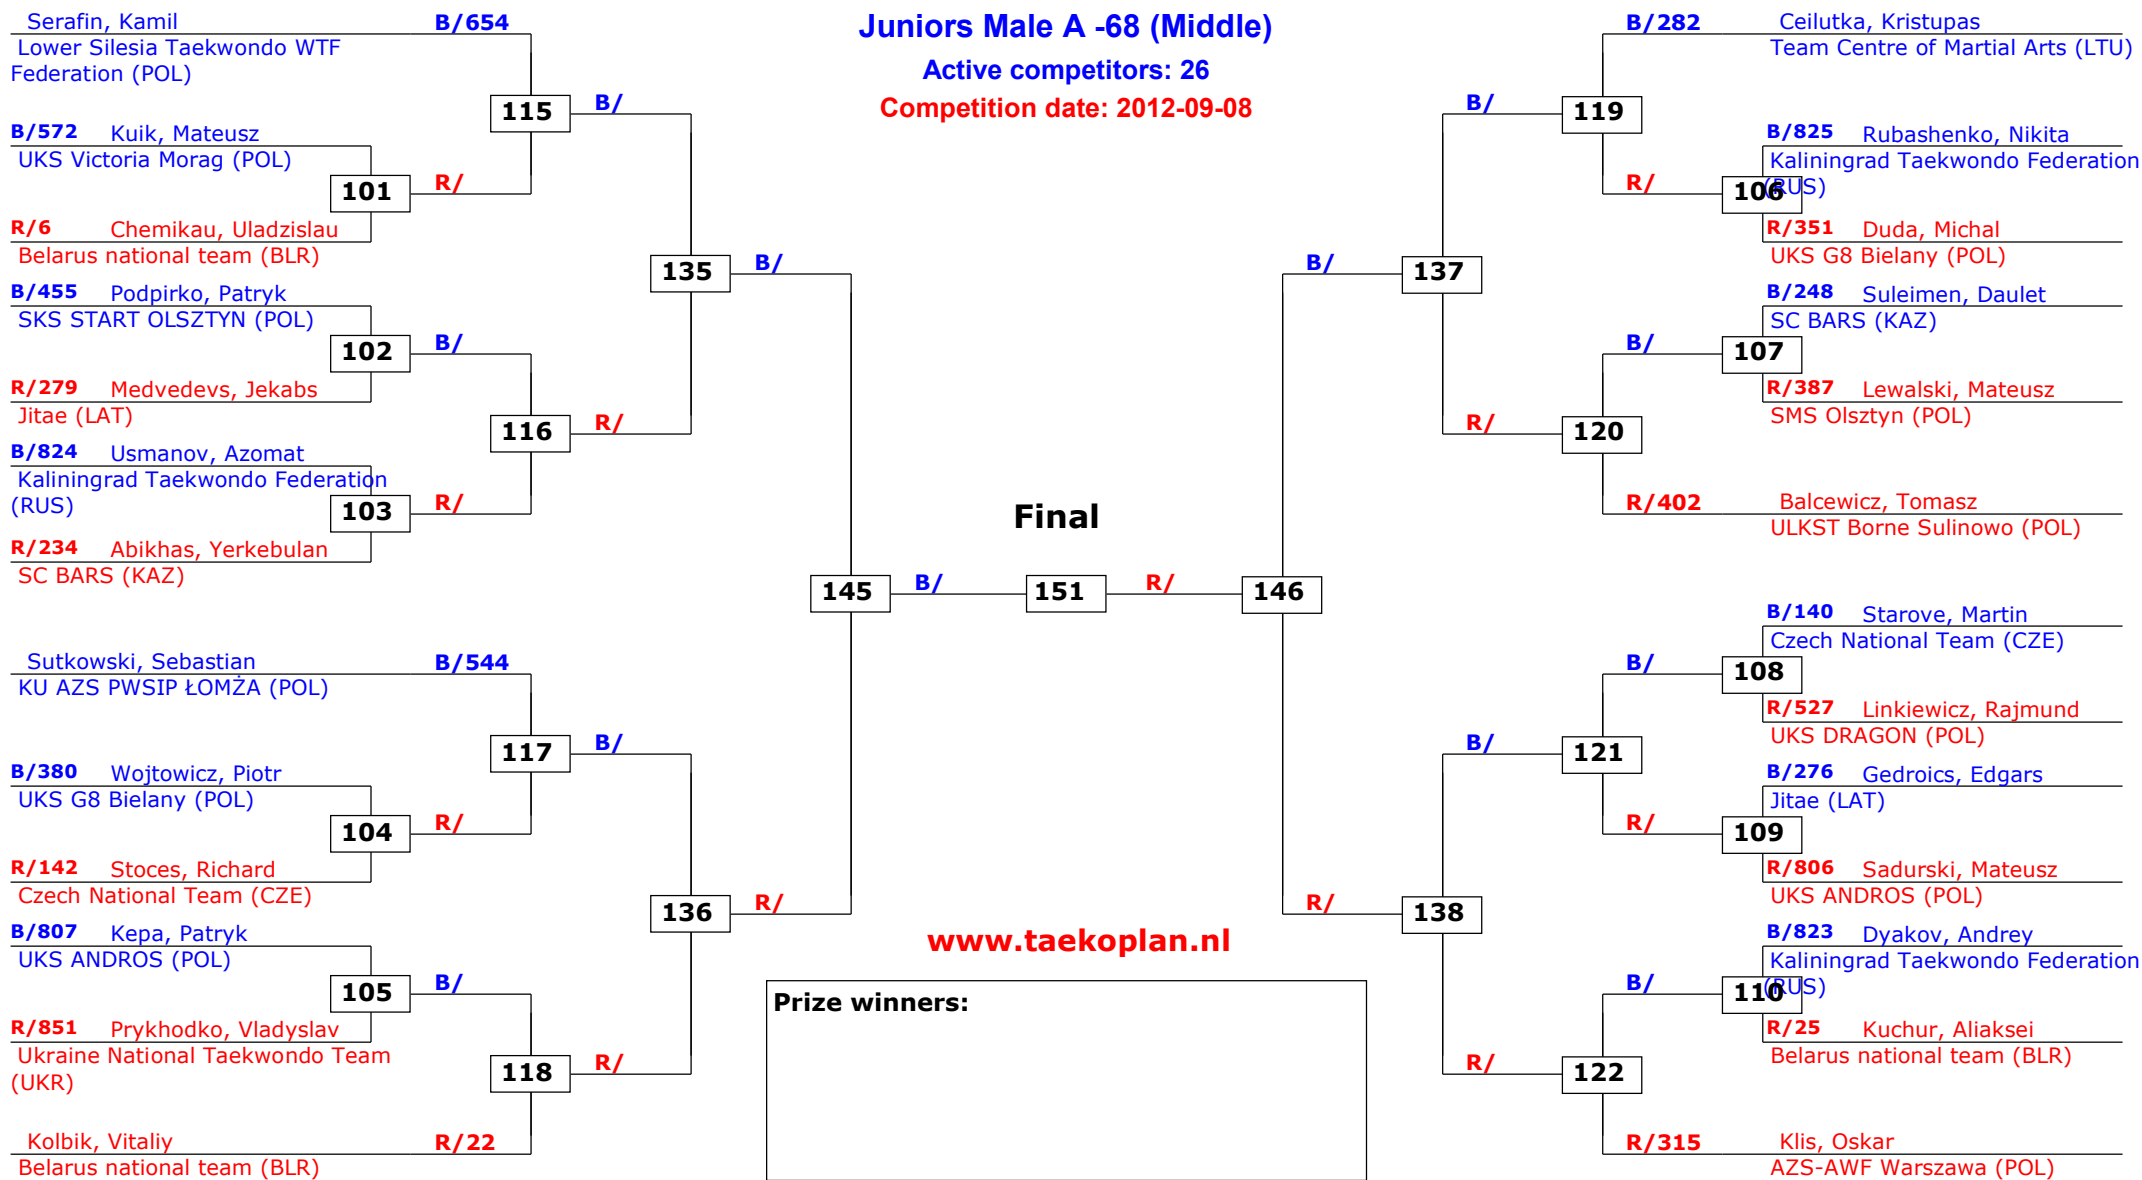 Juniors Male A -68 (Middle)
Active competitors: 26
Competition date: 2012-09-08
Serafin, Kamil
B/654
Lower Silesia Taekwondo WTF
Federation (POL)
115
B/
B/572 Kuik, Mateusz
UKS Victoria Morag (POL)
101
R/
R/6 Chemikau, Uladzislau
Belarus national team (BLR)
135
B/
B/455 Podpirko, Patryk
SKS START OLSZTYN (POL)
102
B/
R/279 Medvedevs, Jekabs
Jitae (LAT)
116
R/
B/824 Usmanov, Azomat
Kaliningrad Taekwondo Federation
(RUS)
103
R/
R/234 Abikhas, Yerkebulan
SC BARS (KAZ)
145
B/
Sutkowski, Sebastian
B/544
KU AZS PWSIP ŁOMŻA (POL)
117
B/
B/380 Wojtowicz, Piotr
UKS G8 Bielany (POL)
104
R/
R/142 Stoces, Richard
Czech National Team (CZE)
136
R/
B/807 Kepa, Patryk
UKS ANDROS (POL)
105
B/
R/851 Prykhodko, Vladyslav
Ukraine National Taekwondo Team
(UKR)
118
R/
Kolbik, Vitaliy
R/22
Belarus national team (BLR)
Final
151
R/
146
www.taekoplan.nl
Prize winners:
B/282 Ceilutka, Kristupas
Team Centre of Martial Arts (LTU)
B/
119
B/825 Rubashenko, Nikita
Kaliningrad Taekwondo Federation
(RUS)
R/
106
R/351 Duda, Michal
UKS G8 Bielany (POL)
B/
137
B/248 Suleimen, Daulet
SC BARS (KAZ)
B/
107
R/387 Lewalski, Mateusz
SMS Olsztyn (POL)
R/
120
R/402 Balcewicz, Tomasz
ULKST Borne Sulinowo (POL)
B/140 Starove, Martin
Czech National Team (CZE)
B/
108
R/527 Linkiewicz, Rajmund
UKS DRAGON (POL)
B/
121
B/276 Gedroics, Edgars
Jitae (LAT)
R/
109
R/806 Sadurski, Mateusz
UKS ANDROS (POL)
R/
138
B/823 Dyakov, Andrey
Kaliningrad Taekwondo Federation
(RUS)
B/
110
R/25 Kuchur, Aliaksei
Belarus national team (BLR)
R/
122
R/315 Klis, Oskar
AZS-AWF Warszawa (POL)